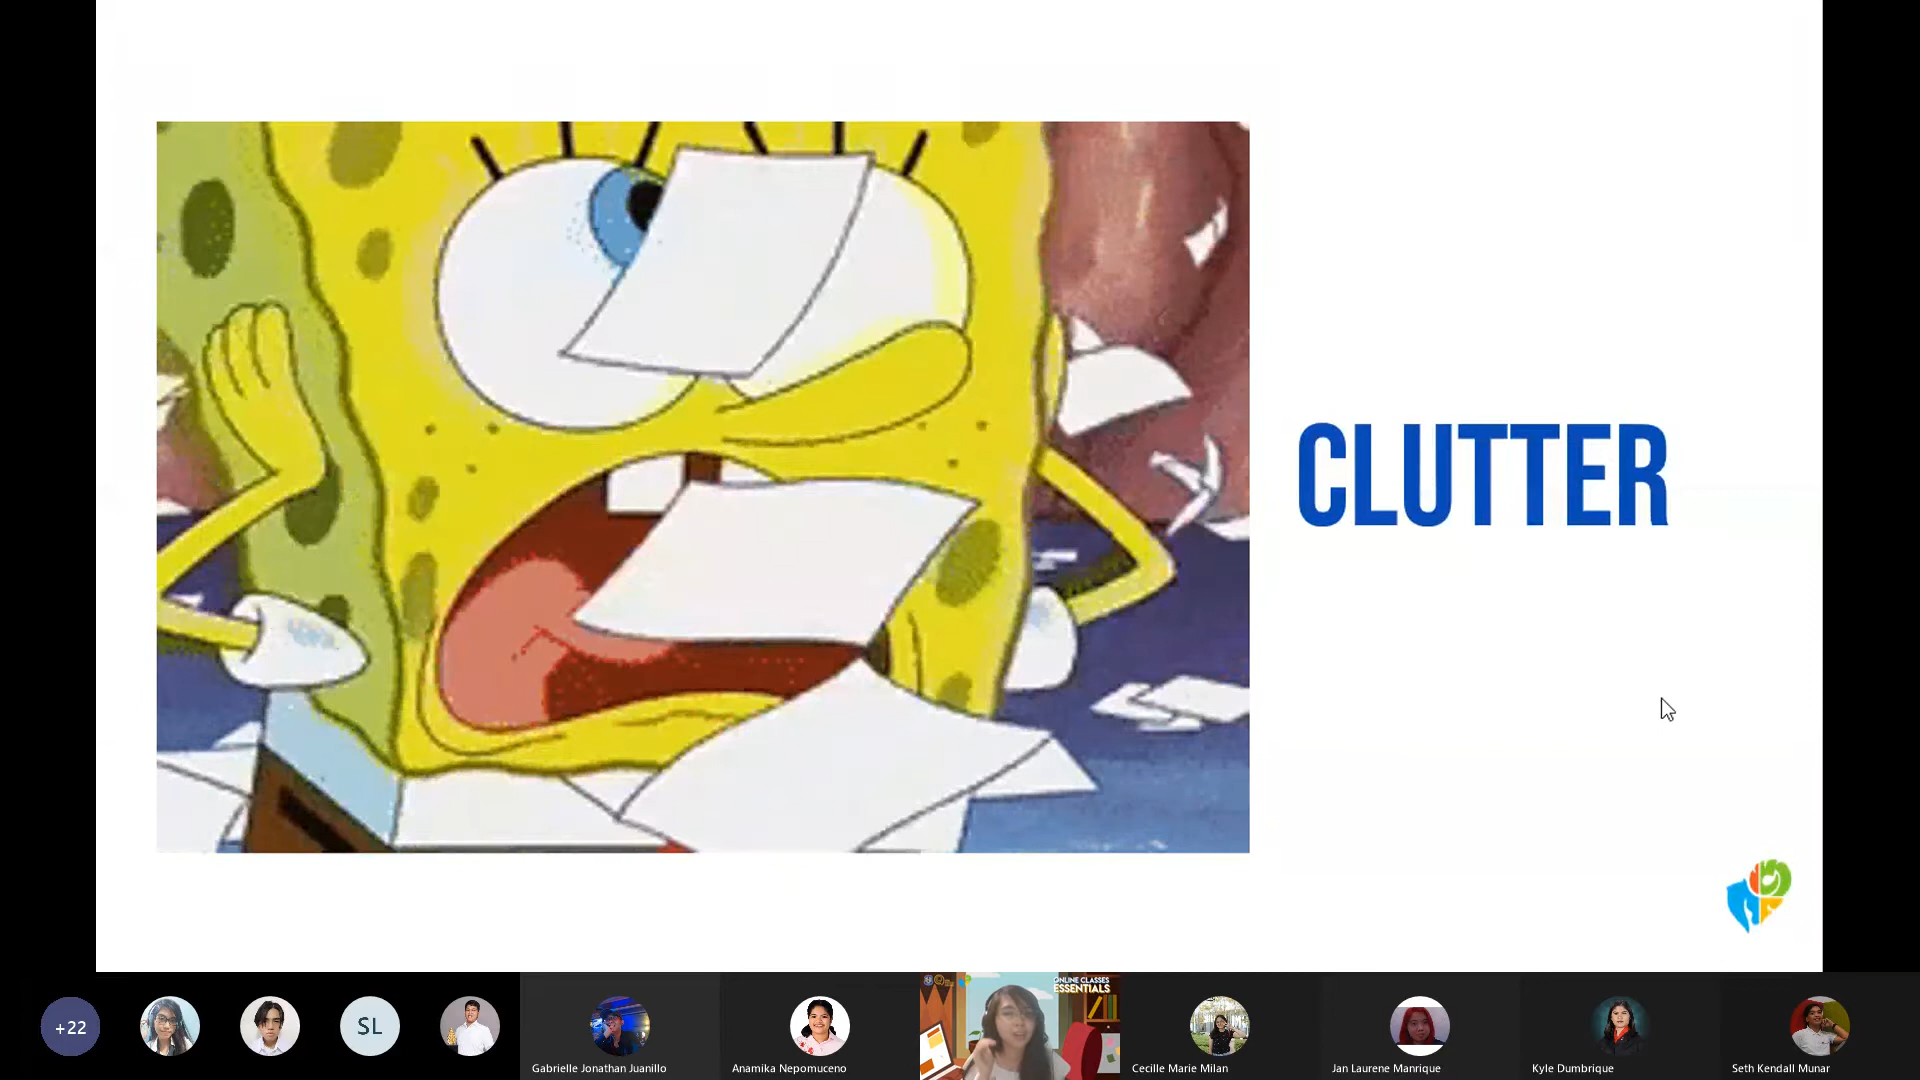 CLUTTER
ONLINE CLASSES
ESSENTIALS
+22
SL
Gabrielle Jonathan Juanillo
Anamika Nepomuceno
Cecille Marie Milan
Jan Laurene Manrique
Kyle Dumbrique
Seth Kendall Munar